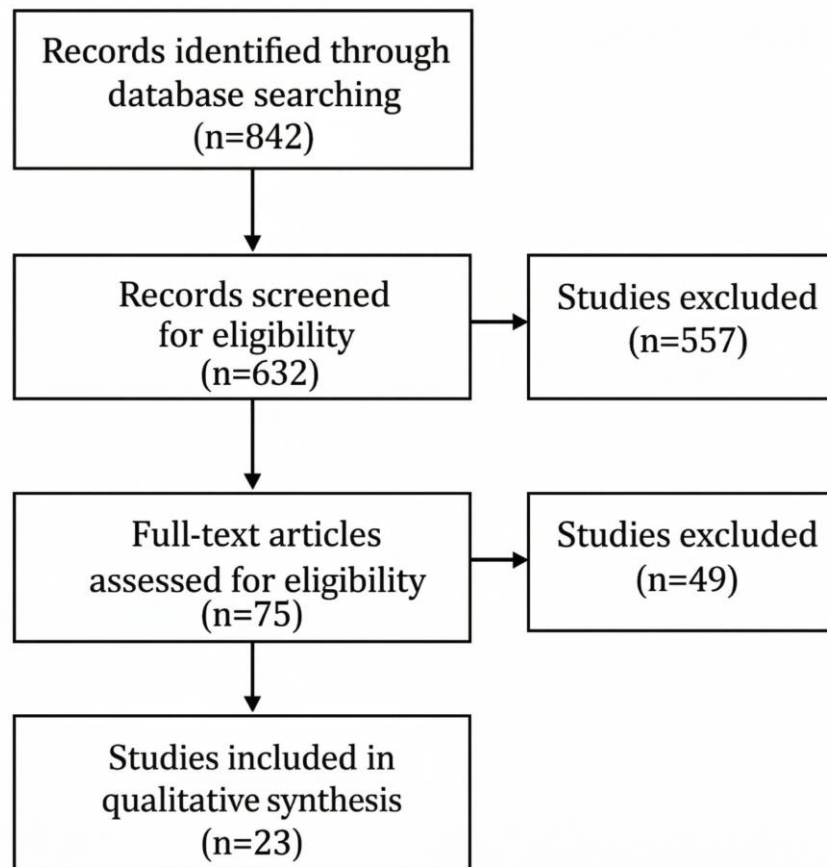 Records identified through
database searching
(n=842)
Records screened
for eligibility
(n=632)
Studies excluded
(n=557)
Full-text articles
assessed for eligibility
(n=75)
Studies excluded
(n=49)
Studies included in
qualitative synthesis
(n=23)